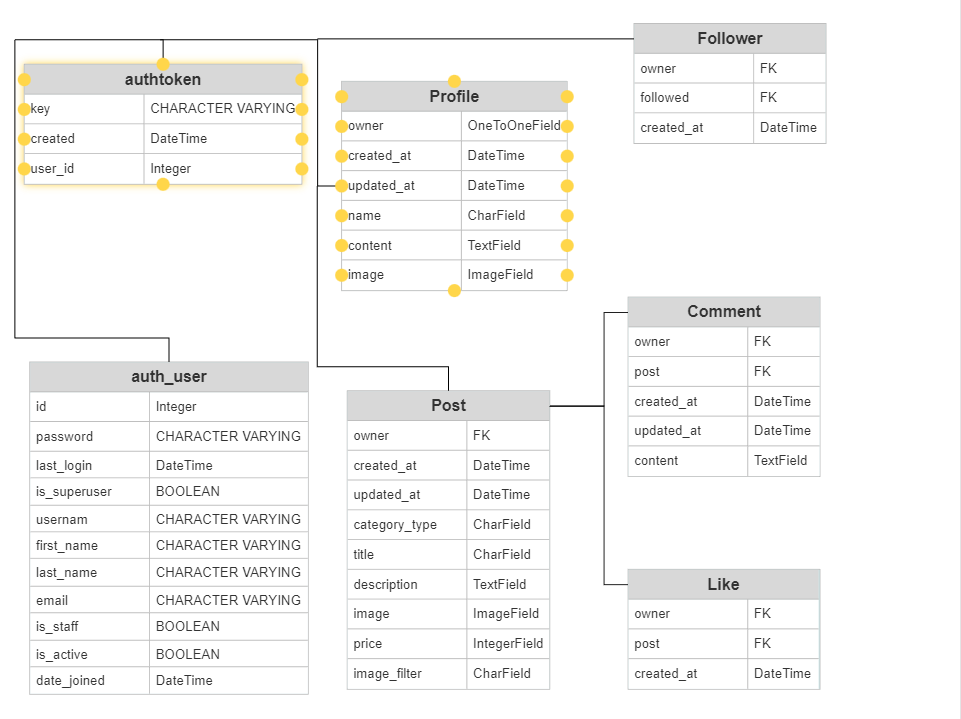 authtoken
key CHARACTER VARYING
created DateTime
user_id Integer
Profile
owner OneToOneField
created_at DateTime
updated_at DateTime
name CharField
content TextField
image ImageField
Follower
owner FK
followed FK
created_at DateTime
auth_user
id Integer
password CHARACTER VARYING
last_login DateTime
is_superuser BOOLEAN
usernam CHARACTER VARYING
first_name CHARACTER VARYING
last_name CHARACTER VARYING
email CHARACTER VARYING
is_staff BOOLEAN
is_active BOOLEAN
date_joined DateTime
Post
owner FK
created_at DateTime
updated_at DateTime
category_type CharField
title CharField
description TextField
image ImageField
price IntegerField
image_filter CharField
Comment
owner FK
post FK
created_at DateTime
updated_at DateTime
content TextField
Like
owner FK
post FK
created_at DateTime